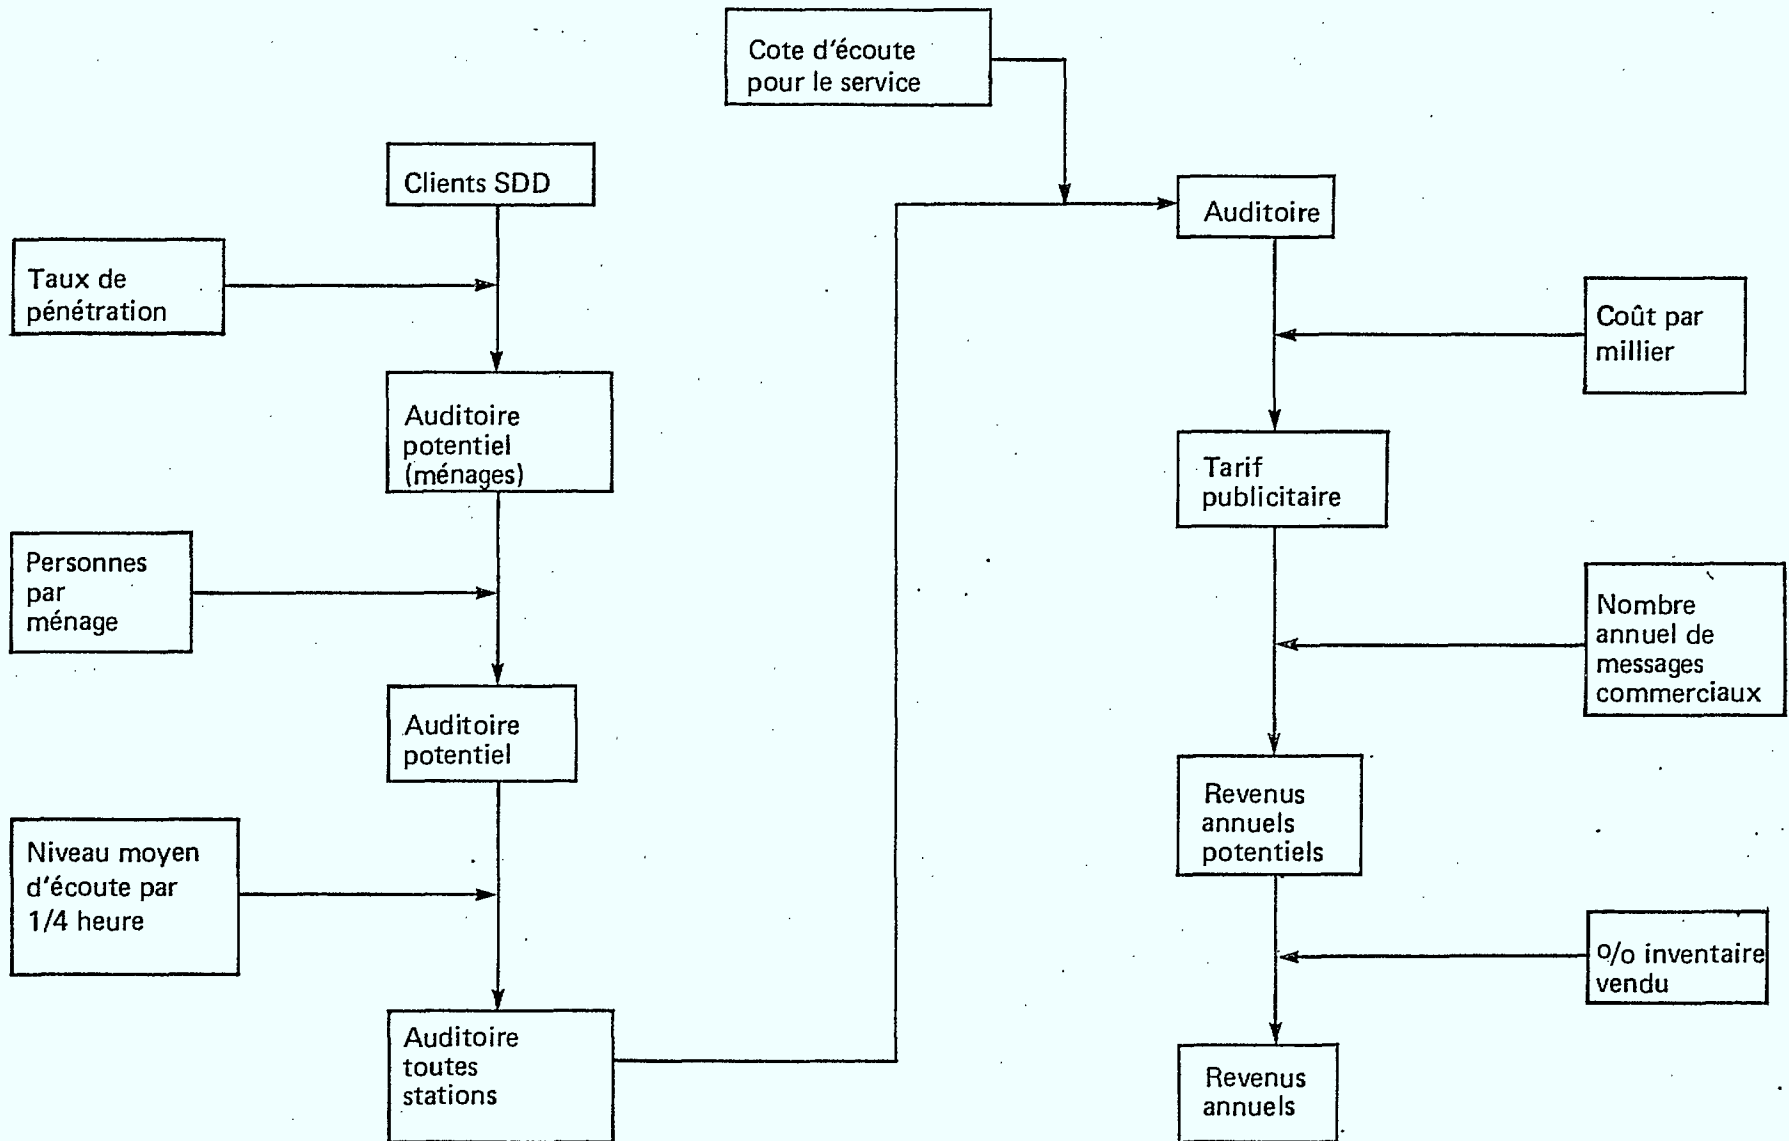 Cote d'écoute
pour le service
Clients SDD
Taux de
pénétration
Auditoire
potentiel
(ménages)
Personnes
par
ménage
Auditoire
potentiel
Niveau moyen
d'écoute par
1/4 heure
Auditoire
toutes
stations
Auditoire
Coût par
millier
Tarif
publicitaire
Nombre
annuel de
messages
commerciaux
Revenus
annuels
potentiels
o/o inventaire
vendu
Revenus
annuels